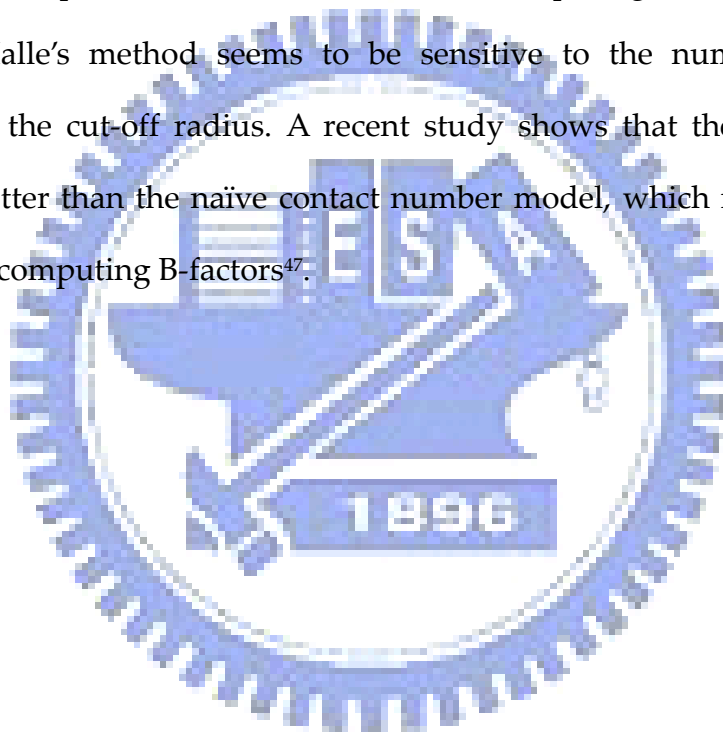 alle's method seems to be sensitive to the num
the cut-off radius. A recent study shows that the
tter than the naïve contact number model, which
computing B-factors⁴⁷.
E S A
1896